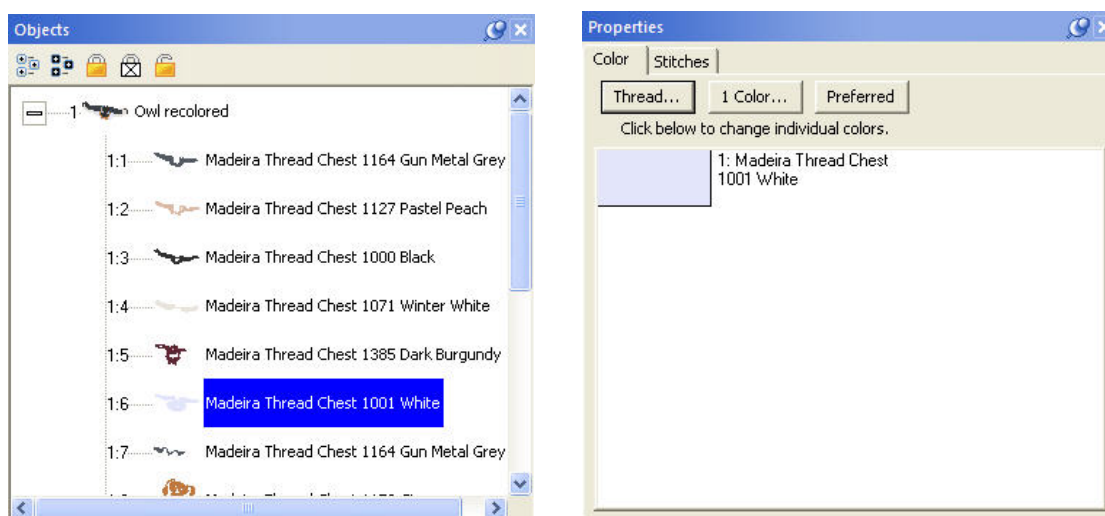 Objects
1 Owl recolored
1:1 Madeira Thread Chest 1164 Gun Metal Grey
1:2 Madeira Thread Chest 1127 Pastel Peach
1:3 Madeira Thread Chest 1000 Black
1:4 Madeira Thread Chest 1071 Winter White
1:5 Madeira Thread Chest 1385 Dark Burgundy
1:6 Madeira Thread Chest 1001 White
1:7 Madeira Thread Chest 1164 Gun Metal Grey
Properties
Color Stitches
Thread... 1 Color... Preferred
Click below to change individual colors.
1: Madeira Thread Chest
1001 White